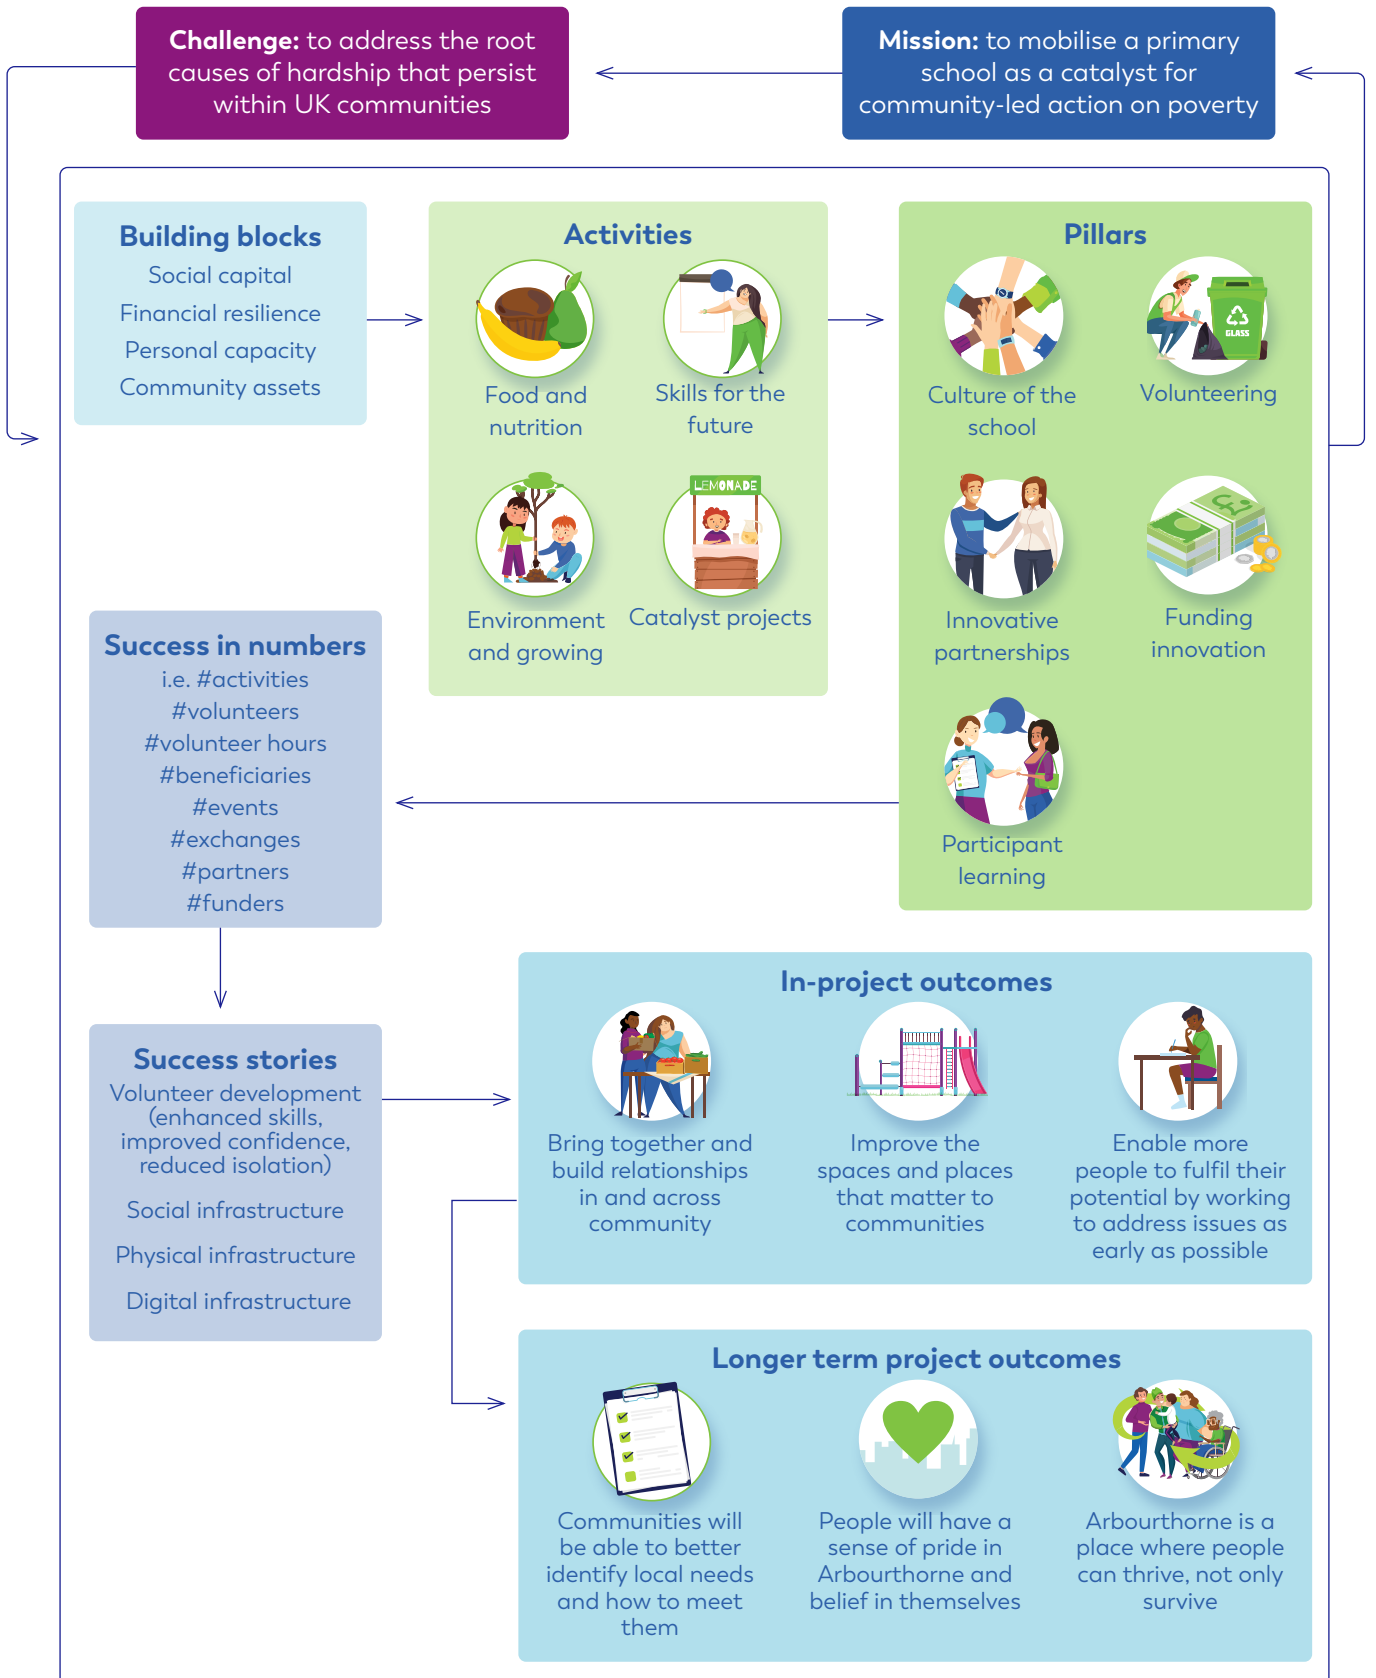 Challenge: to address the root
causes of hardship that persist
within UK communities
Mission: to mobilise a primary
school as a catalyst for
community-led action on poverty
Building blocks
Social capital
Financial resilience
Personal capacity
Community assets
Activities
Food and
nutrition
Skills for the
future
Environment
and growing
LEMONADE
Catalyst projects
Pillars
Culture of the
school
GLASS
Volunteering
Innovative
partnerships
£
Funding
innovation
Participant
learning
Success in numbers
i.e. #activities
#volunteers
#volunteer hours
#beneficiaries
#events
#exchanges
#partners
#funders
Success stories
Volunteer development
(enhanced skills,
improved confidence,
reduced isolation)
Social infrastructure
Physical infrastructure
Digital infrastructure
In-project outcomes
Bring together and
build relationships
in and across
community
Improve the
spaces and places
that matter to
communities
Enable more
people to fulfil their
potential by working
to address issues as
early as possible
Longer term project outcomes
Communities will
be able to better
identify local needs
and how to meet
them
People will have a
sense of pride in
Arbourthorne and
belief in themselves
Arbourthorne is a
place where people
can thrive, not only
survive